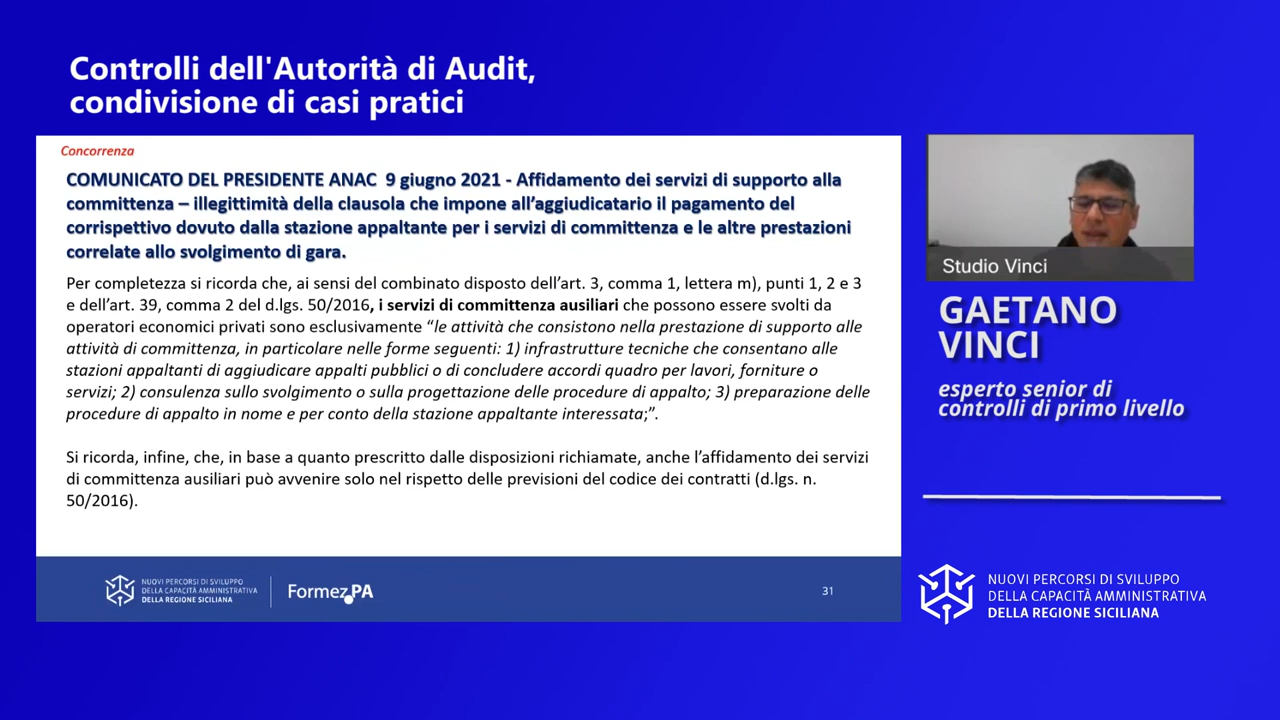 Controlli dell'Autorità di Audit,
condivisione di casi pratici
Concorrenza
COMUNICATO DEL PRESIDENTE ANAC 9 giugno 2021 - Affidamento dei servizi di supporto alla
committenza – illegittimità della clausola che impone all'aggiudicatario il pagamento del
corrispettivo dovuto dalla stazione appaltante per i servizi di committenza e le altre prestazioni
correlate allo svolgimento di gara.
Per completezza si ricorda che, ai sensi del combinato disposto dell'art. 3, comma 1, lettera m), punti 1, 2 e 3
e dell'art. 39, comma 2 del d.lgs. 50/2016, i servizi di committenza ausiliari che possono essere svolti da
operatori economici privati sono esclusivamente “le attività che consistono nella prestazione di supporto alle
attività di committenza, in particolare nelle forme seguenti: 1) infrastrutture tecniche che consentano alle
stazioni appaltanti di aggiudicare appalti pubblici o di concludere accordi quadro per lavori, forniture o
servizi; 2) consulenza sullo svolgimento o sulla progettazione delle procedure di appalto; 3) preparazione delle
procedure di appalto in nome e per conto della stazione appaltante interessata;”.
Si ricorda, infine, che, in base a quanto prescritto dalle disposizioni richiamate, anche l'affidamento dei servizi
di committenza ausiliari può avvenire solo nel rispetto delle previsioni del codice dei contratti (d.lgs. n.
50/2016).
NUOVI PERCORSI DI SVILUPPO
DELLA CAPACITÀ AMMINISTRATIVA
DELLA REGIONE SICILIANA
Formez PA
31
Studio Vinci
GAETANO
VINCI
esperto senior di
controlli di primo livello
NUOVI PERCORSI DI SVILUPPO
DELLA CAPACITÀ AMMINISTRATIVA
DELLA REGIONE SICILIANA